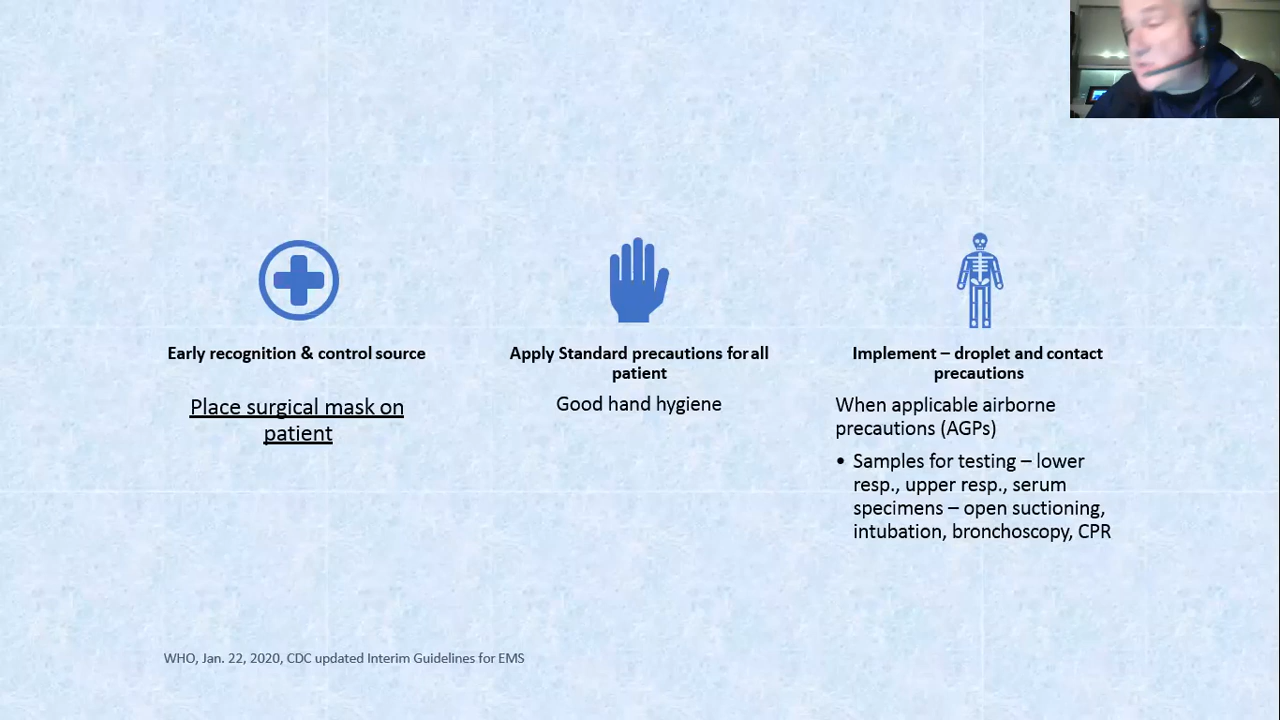 Early recognition & control source
Place surgical mask on
patient
Apply Standard precautions for all
patient
Good hand hygiene
Implement – droplet and contact
precautions
When applicable airborne
precautions (AGPs)
• Samples for testing – lower
resp., upper resp., serum
specimens – open suctioning,
intubation, bronchoscopy, CPR
WHO, Jan. 22, 2020, CDC updated Interim Guidelines for EMS